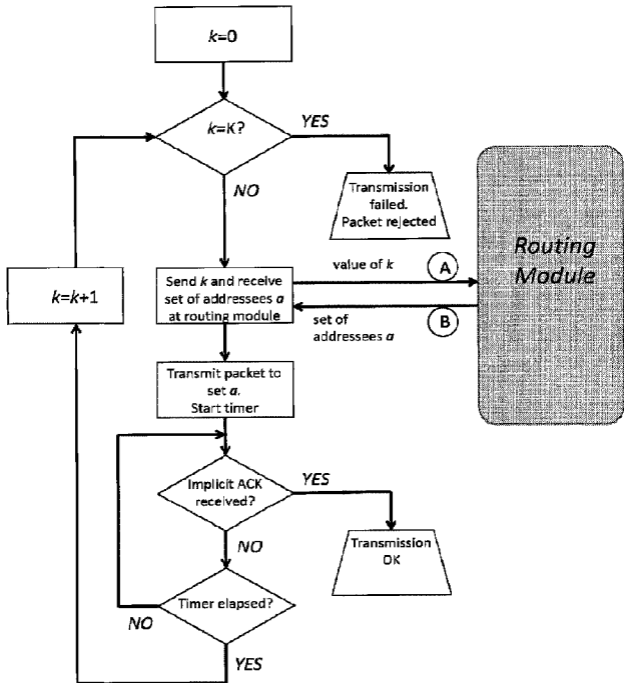 k=0
k=K?
YES
NO
Transmission
failed.
Packet rejected
Routing
Module
value of k
A
k=k+1
Send k and receive
set of addressees a
at routing module
set of
addressees a
B
Transmit packet to
set a.
Start timer
Implicit ACK
received?
YES
NO
Transmission
OK
Timer elapsed?
NO
YES